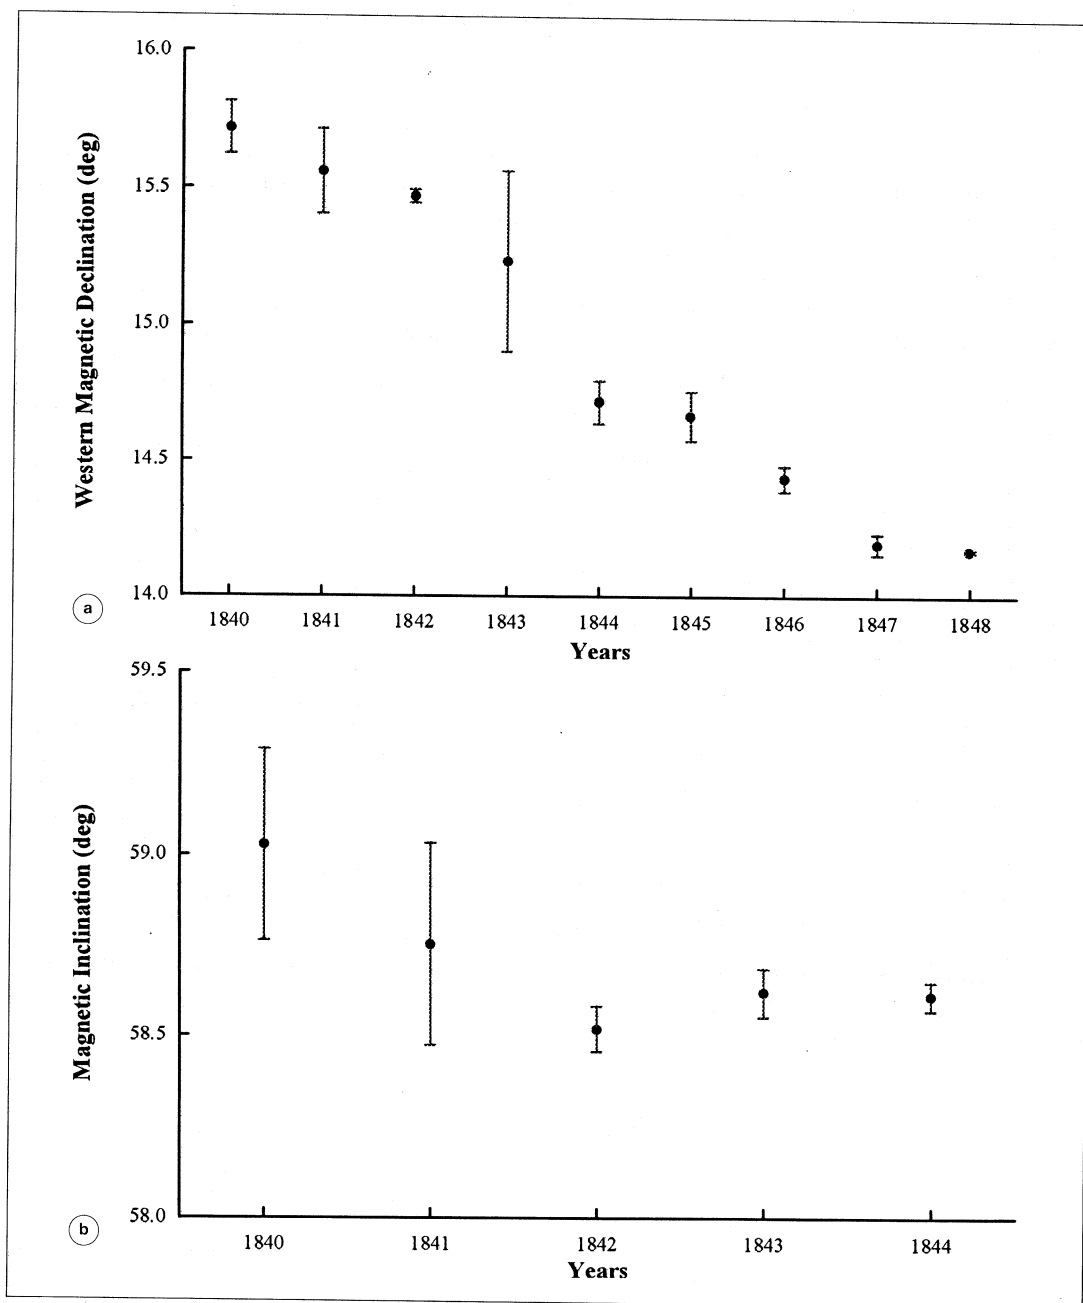 16.0
15.5
15.0
14.5
14.0
Western Magnetic Declination (deg)
a
1840 1841 1842 1843 1844 1845 1846 1847 1848
Years
59.5
59.0
58.5
58.0
Magnetic Inclination (deg)
b
1840 1841 1842 1843 1844
Years